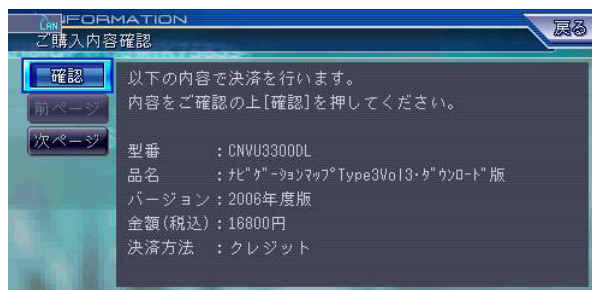 LAN
INFORMATION
戻る
ご購入内容確認
確認
前ページ
次ページ
以下の内容で決済を行います。
内容をご確認の上[確認]を押してください。
型番 : CNVU3300DL
品名 : ﾅﾋﾞｹﾞｰｼｮﾝﾏｯﾌﾟType3Vol3･ﾀﾞｳﾝﾛｰﾄﾞ版
バージョン : 2006年度版
金額(税込) : 16800円
決済方法 : クレジット